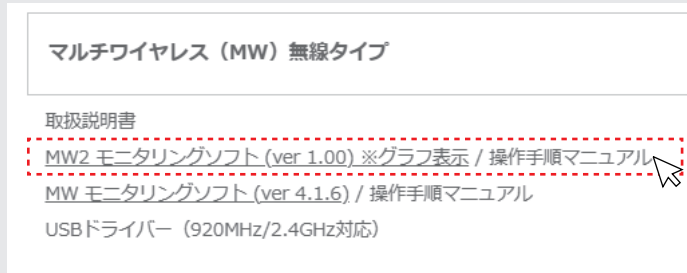 マルチワイヤレス（MW）無線タイプ
取扱説明書
MW2 モニタリングソフト (ver 1.00) ※グラフ表示 / 操作手順マニュアル
MW モニタリングソフト (ver 4.1.6) / 操作手順マニュアル
USBドライバー（920MHz/2.4GHz対応）